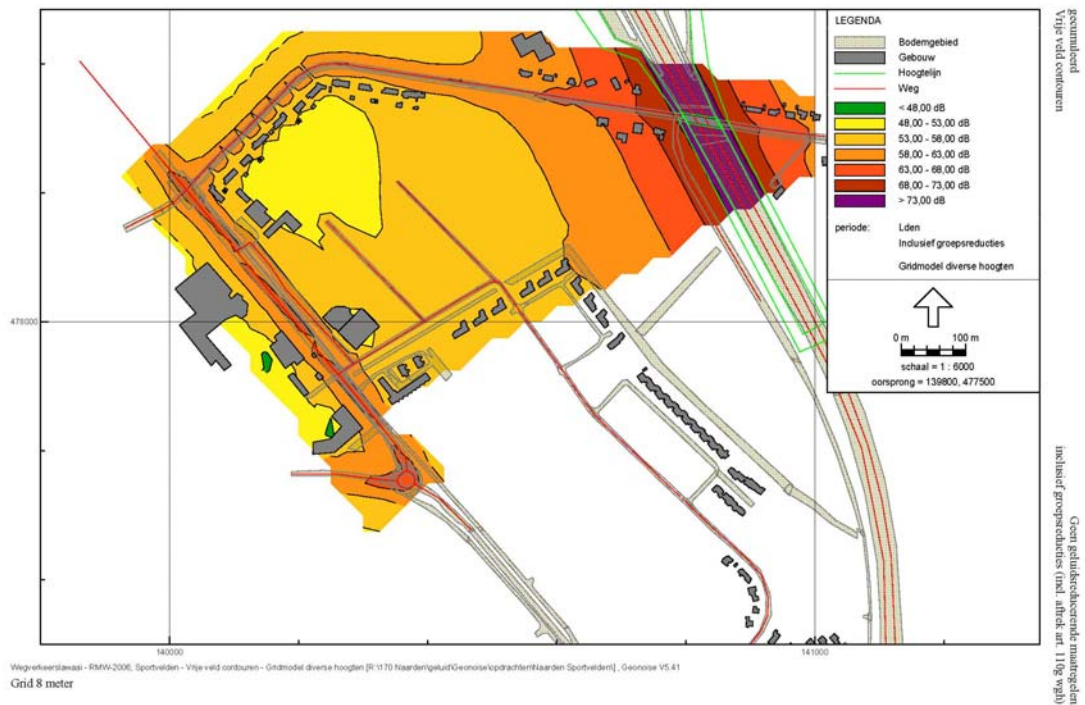 LEGENDA
Bodemgebied
Gebouw
Hoogtelijn
Weg
< 48,00 dB
48,00 - 53,00 dB
53,00 - 58,00 dB
58,00 - 63,00 dB
63,00 - 68,00 dB
68,00 - 73,00 dB
> 73,00 dB
periode: Lden
Inclusief groepsreducties
Gridmodel diverse hoogten
0 m 100 m
schaal = 1 : 6000
oorsprong = 139800, 477500
478000
140000
141000
Wegverkeerslawaai - RMW-2006, Sportvelden - Vrije veld contouren - Gridmodel diverse hoogten [R:\170 Naarden\geluid\Geonoise\opdrachten\Naarden Sportvelden\] , Geonoise V5.41
Grid 8 meter
gecumuleerd
Vrije veld contouren
Geen geluidsreducerende maatregelen
inclusief groepsreducties (incl. aftrek art. 110g wgh)